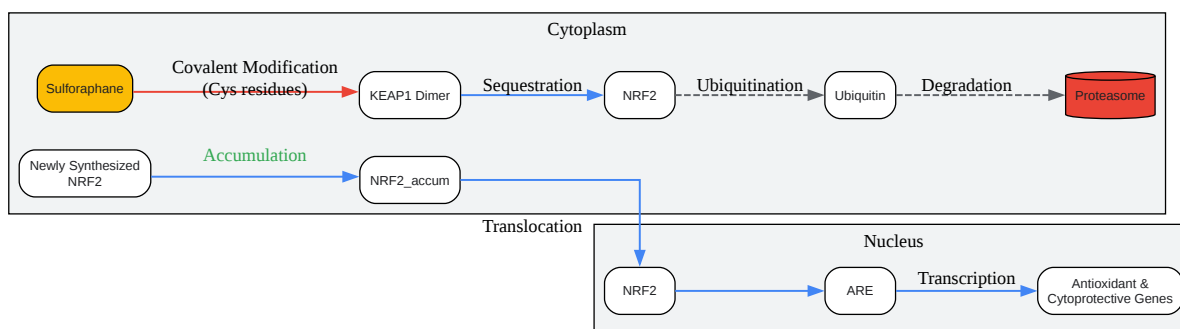 Cytoplasm
Sulforaphane
Covalent Modification
(Cys residues)
KEAP1 Dimer
Sequestration
NRF2
Ubiquitination
Ubiquitin
Degradation
Proteasome
Newly Synthesized
NRF2
Accumulation
NRF2_accum
Translocation
Nucleus
NRF2
ARE
Transcription
Antioxidant &
Cytoprotective Genes